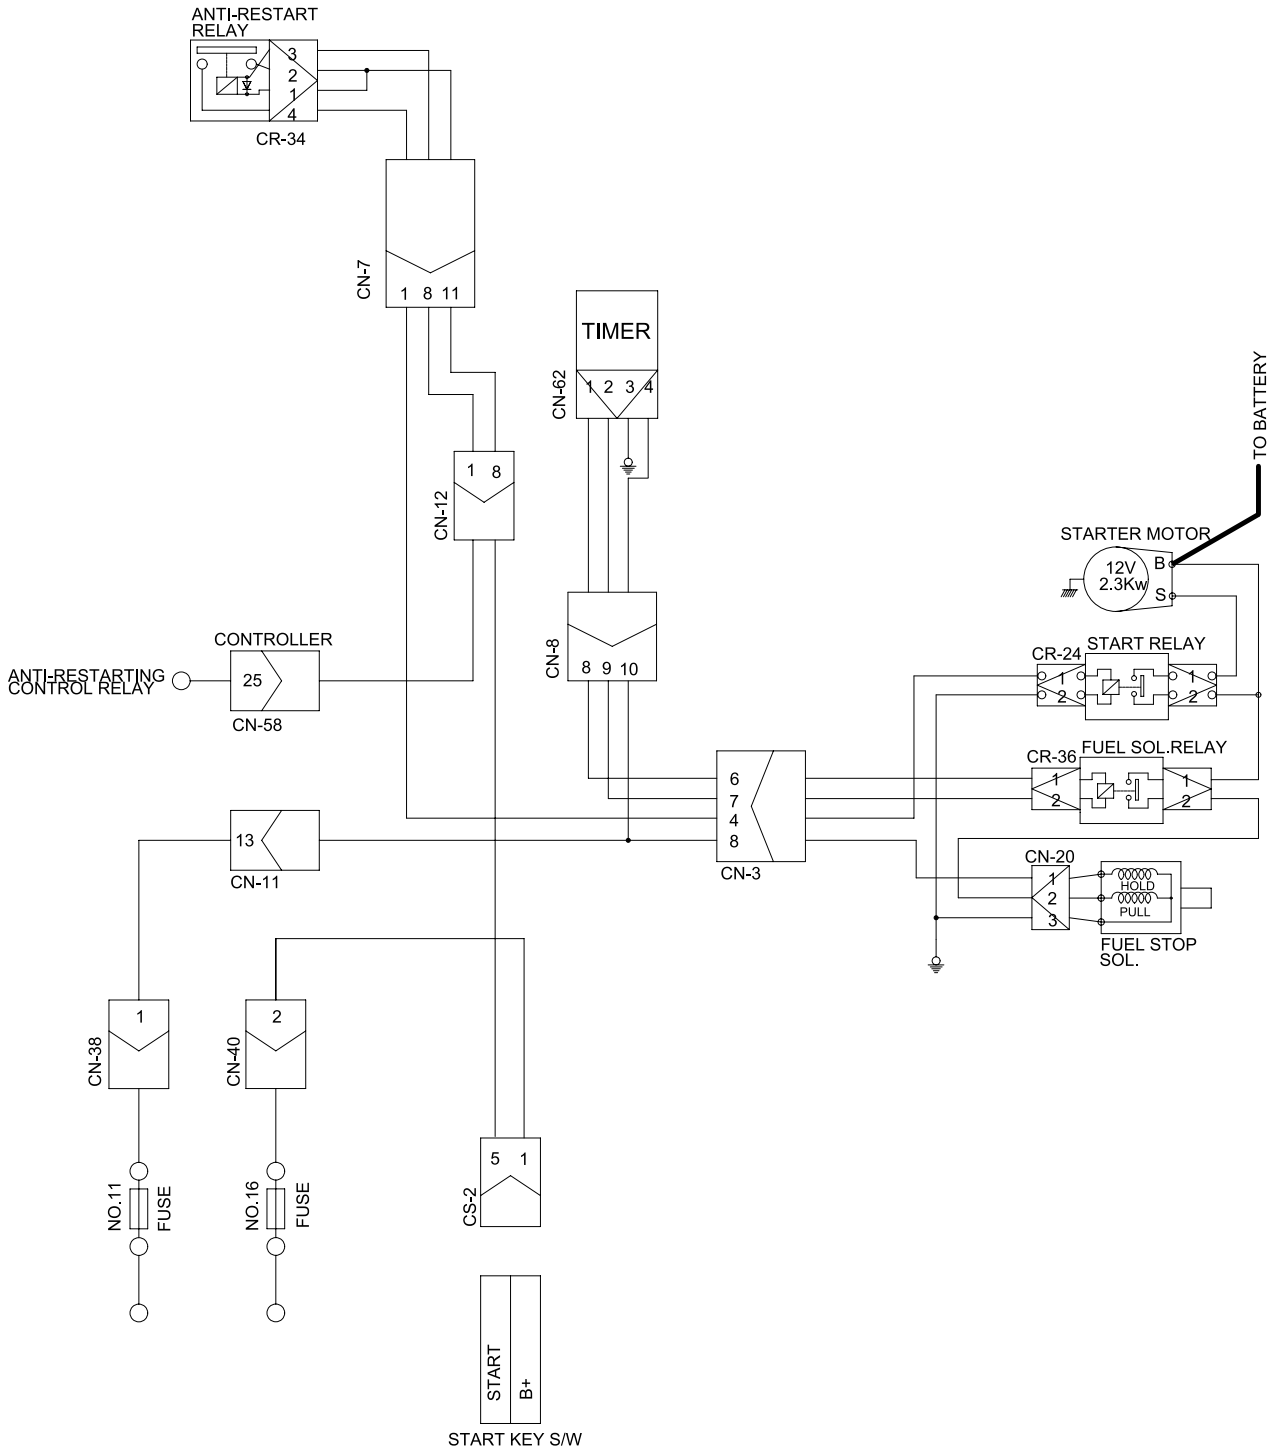 ANTI-RESTART
RELAY
3
2
1
4
CR-34
CN-7
1 8 11
TIMER
CN-62
1 2 3 4
TO BATTERY
1 8
CN-12
STARTER MOTOR
12V
2.3Kw
B
S
CONTROLLER
ANTI-RESTARTING
CONTROL RELAY
25
CN-58
CN-8
8 9 10
START RELAY
CR-24
1
2
1
2
FUEL SOL.RELAY
CR-36
1
2
1
2
6
7
4
8
CN-3
13
CN-11
CN-20
1
2
3
HOLD
PULL
FUEL STOP
SOL.
1
CN-38
2
CN-40
5 1
CS-2
NO.11
FUSE
NO.16
FUSE
START
B+
START KEY S/W